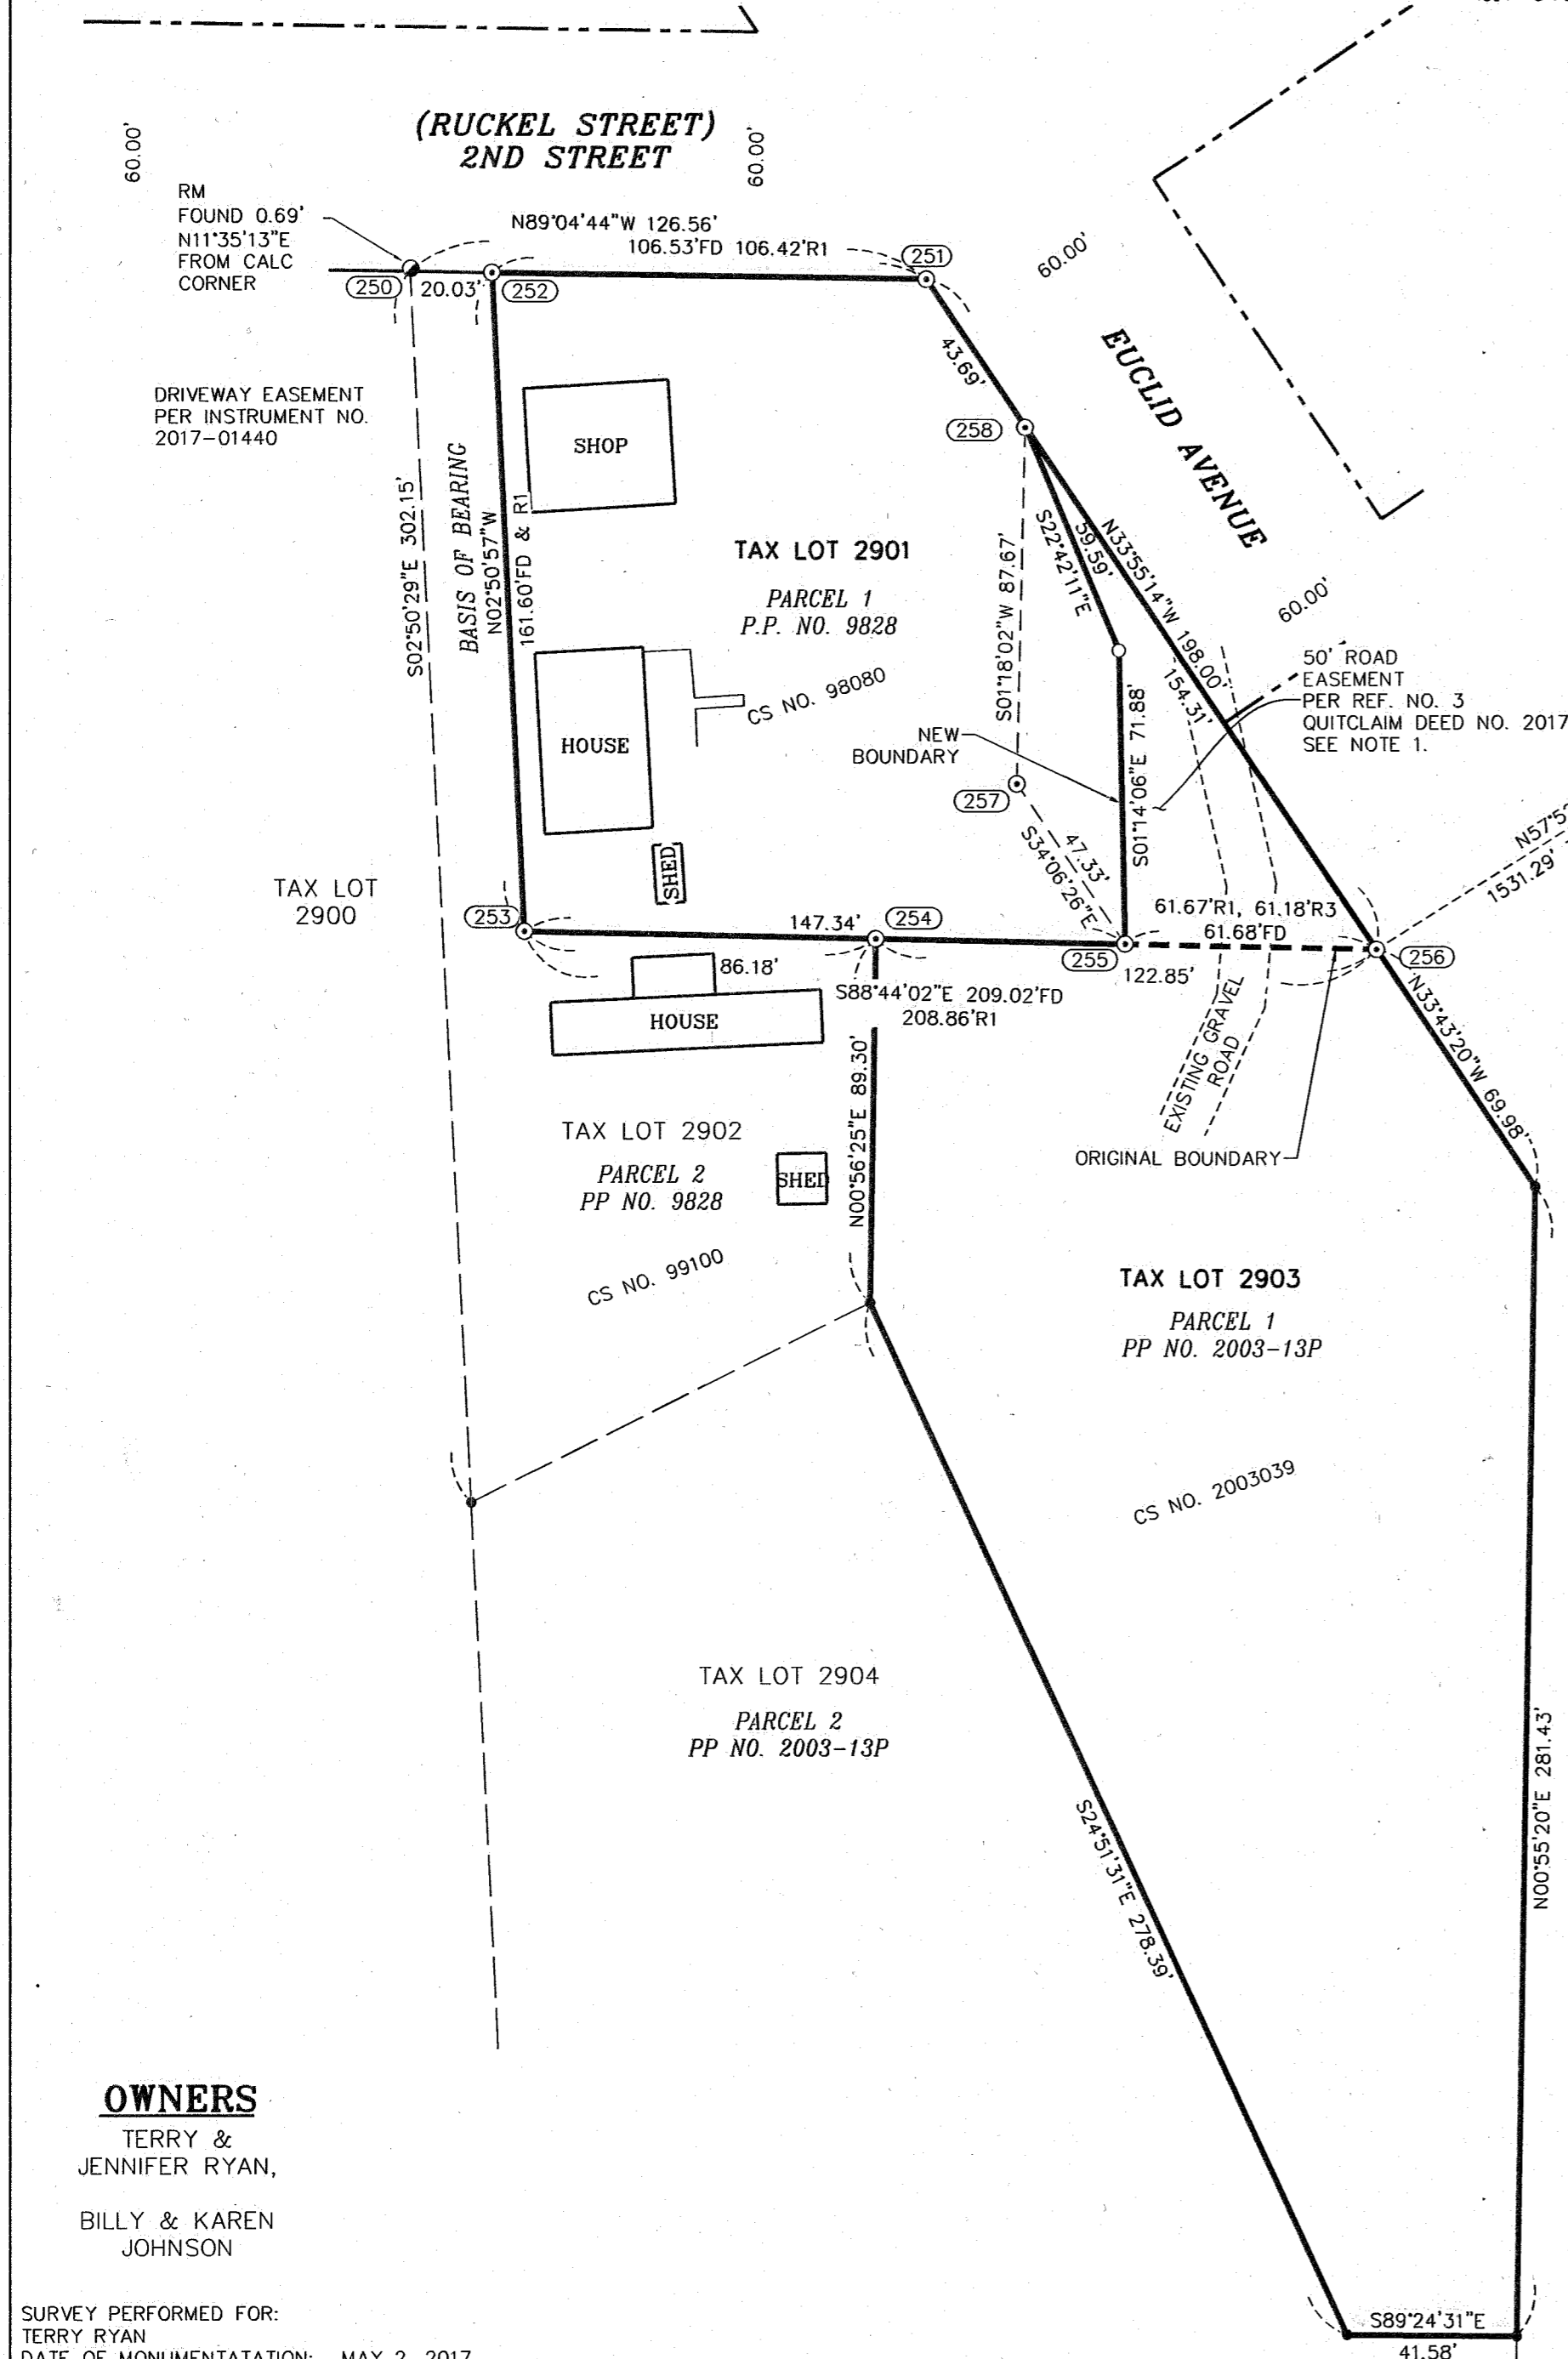 (RUCKEL STREET)
2ND STREET
60.00'
60.00'
RM
FOUND 0.69'
N11°35'13"E
FROM CALC
CORNER
N89°04'44"W 126.56'
106.53'FD 106.42'R1
250
20.03'
252
251
60.00'
EUCLID AVENUE
43.69'
258
DRIVEWAY EASEMENT
PER INSTRUMENT NO.
2017-01440
SHOP
S02°50'29"E 302.15'
BASIS OF BEARING
N02°50'57"W
161.60'FD & R1
TAX LOT 2901
PARCEL 1
P.P. NO. 9828
CS NO. 98080
S01°18'02"W 87.67'
S22°42'11"E
59.59'
N33°55'14"W 198.00'
154.31'
60.00'
50' ROAD
EASEMENT
PER REF. NO. 3
QUITCLAIM DEED NO. 2017
SEE NOTE 1.
HOUSE
NEW
BOUNDARY
S01°14'06"E 71.88'
257
47.33'
S34°06'26"E
SHED
1531.29'
TAX LOT
2900
253
147.34'
254
61.67'R1, 61.18'R3
61.68'FD
255
122.85'
256
86.18'
S88°44'02"E 209.02'FD
208.86'R1
HOUSE
N00°56'25"E 89.30'
EXISTING GRAVEL
ROAD
N33°43'20"W 69.98'
ORIGINAL BOUNDARY
TAX LOT 2902
PARCEL 2
PP NO. 9828
SHED
CS NO. 99100
TAX LOT 2903
PARCEL 1
PP NO. 2003-13P
CS NO. 2003039
TAX LOT 2904
PARCEL 2
PP NO. 2003-13P
S24°51'31"E 278.39'
N00°55'20"E 281.43'
OWNERS
TERRY &
JENNIFER RYAN,
BILLY & KAREN
JOHNSON
SURVEY PERFORMED FOR:
TERRY RYAN
DATE OF MONUMENTATATION: MAY 2, 2017
S89°24'31"E
41.58'